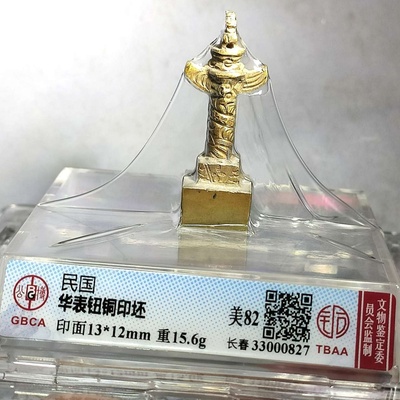 民国
华表钮铜印坯
印面13*12mm 重15.6g
美82
长春 33000827
GBCA
TBAA
文物鉴定委
员会监制